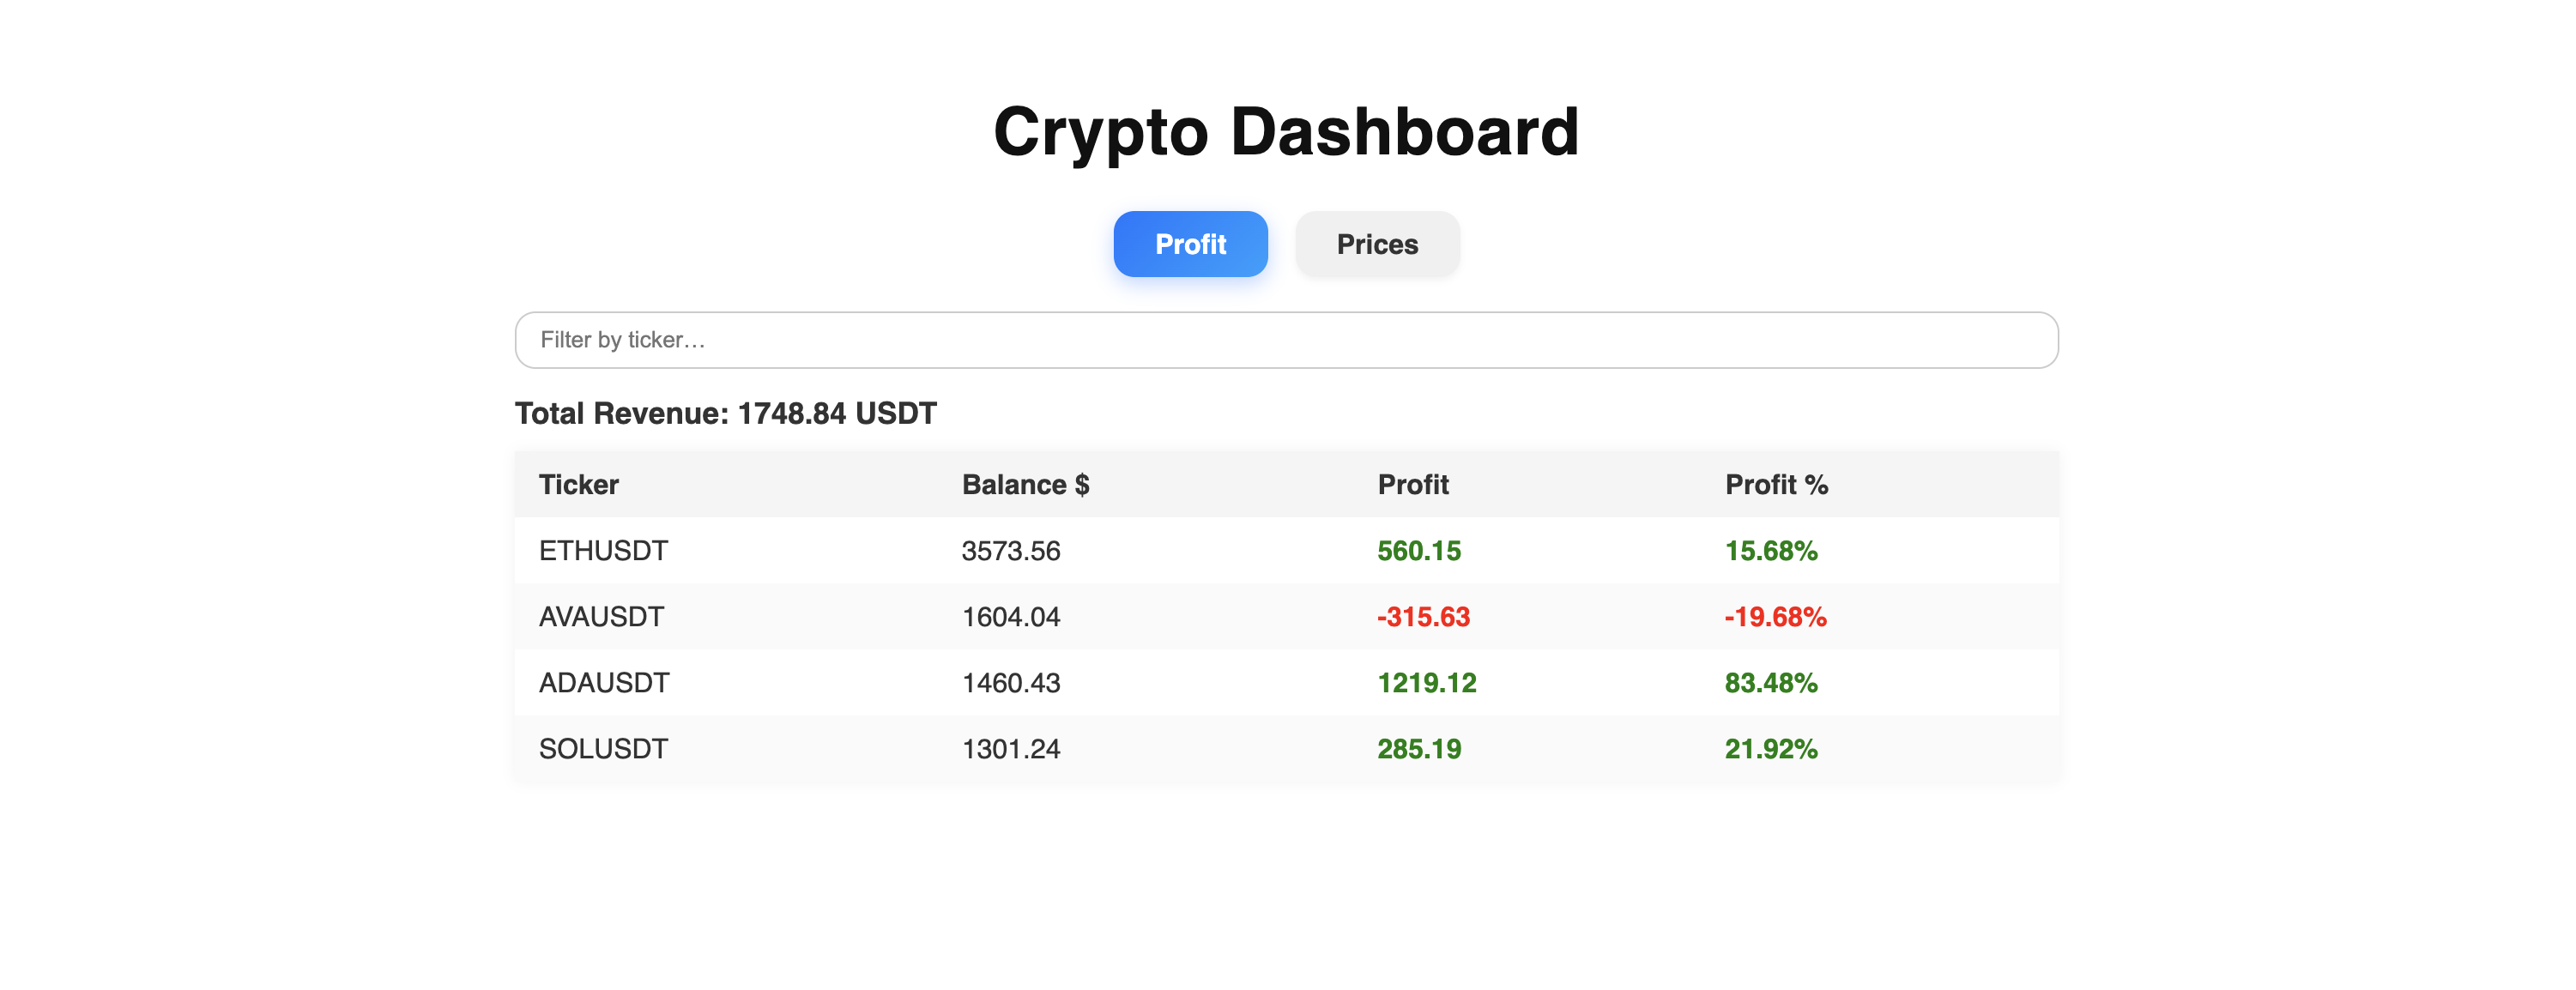 Crypto Dashboard
Profit Prices
Filter by ticker…
Total Revenue: 1748.84 USDT
Ticker Balance $ Profit Profit %
ETHUSDT 3573.56 560.15 15.68%
AVAUSDT 1604.04 -315.63 -19.68%
ADAUSDT 1460.43 1219.12 83.48%
SOLUSDT 1301.24 285.19 21.92%